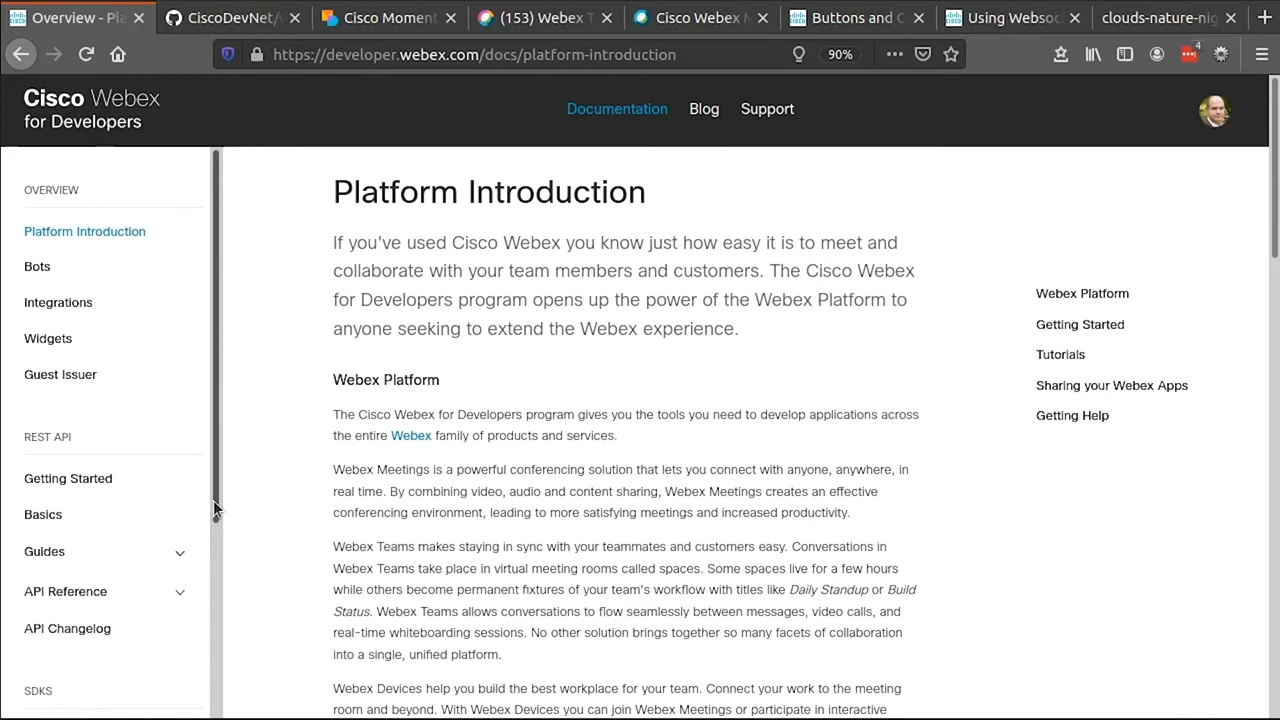 Overview - Pla
CiscoDevNet/v
Cisco Moment
(153) Webex T
Cisco Webex M
Buttons and C
Using Websoc
clouds-nature-nig
https://developer.webex.com/docs/platform-introduction
90%
4
Cisco Webex
for Developers
Documentation
Blog
Support
OVERVIEW
Platform Introduction
Bots
Integrations
Widgets
Guest Issuer
REST API
Getting Started
Basics
Guides
API Reference
API Changelog
SDKS
Platform Introduction
If you've used Cisco Webex you know just how easy it is to meet and
collaborate with your team members and customers. The Cisco Webex
for Developers program opens up the power of the Webex Platform to
anyone seeking to extend the Webex experience.
Webex Platform
The Cisco Webex for Developers program gives you the tools you need to develop applications across
the entire Webex family of products and services.
Webex Meetings is a powerful conferencing solution that lets you connect with anyone, anywhere, in
real time. By combining video, audio and content sharing, Webex Meetings creates an effective
conferencing environment, leading to more satisfying meetings and increased productivity.
Webex Teams makes staying in sync with your teammates and customers easy. Conversations in
Webex Teams take place in virtual meeting rooms called spaces. Some spaces live for a few hours
while others become permanent fixtures of your team's workflow with titles like Daily Standup or Build
Status. Webex Teams allows conversations to flow seamlessly between messages, video calls, and
real-time whiteboarding sessions. No other solution brings together so many facets of collaboration
into a single, unified platform.
Webex Devices help you build the best workplace for your team. Connect your work to the meeting
room and beyond. With Webex Devices you can join Webex Meetings or participate in interactive
Webex Platform
Getting Started
Tutorials
Sharing your Webex Apps
Getting Help